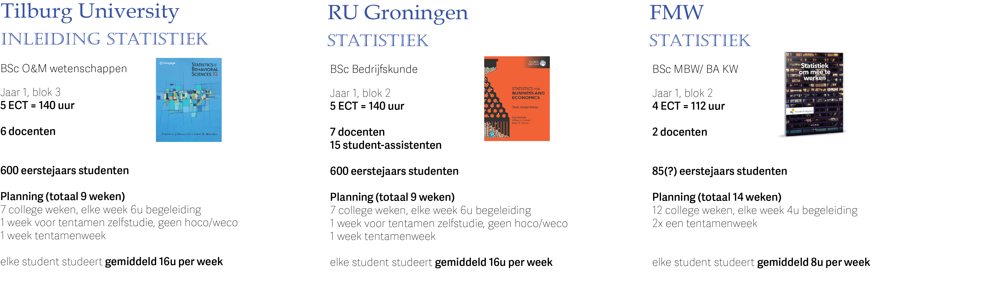 Tilburg University
INLEIDING STATISTIEK
BSc O&M wetenschappen
Jaar 1, blok 3
5 ECT = 140 uur
6 docenten
600 eerstejaars studenten
Planning (totaal 9 weken)
7 college weken, elke week 6u begeleiding
1 week voor tentamen zelfstudie, geen hoco/weco
1 week tentamenweek
elke student studeert gemiddeld 16u per week
Cengage
STATISTICS FOR THE
BEHAVIORAL
SCIENCES 10e
FREDERICK J GRAVETTER • LARRY B. WALLNAU
RU Groningen
STATISTIEK
BSc Bedrijfskunde
Jaar 1, blok 2
5 ECT = 140 uur
7 docenten
15 student-assistenten
600 eerstejaars studenten
Planning (totaal 9 weken)
7 college weken, elke week 6u begeleiding
1 week voor tentamen zelfstudie, geen hoco/weco
1 week tentamenweek
elke student studeert gemiddeld 16u per week
GLOBAL
EDITION
STATISTICS FOR
BUSINESS AND
ECONOMICS
Tenth Global Edition
Paul Newbold
William L. Carlson
Betty M. Thorne
P
FMW
STATISTIEK
BSc MBW/ BA KW
Jaar 1, blok 2
4 ECT = 112 uur
2 docenten
85(?) eerstejaars studenten
Planning (totaal 14 weken)
12 college weken, elke week 4u begeleiding
2x een tentamenweek
elke student studeert gemiddeld 8u per week
Statistiek
om mee te
werken
Noordhoff Uitgevers
Arie Buijs